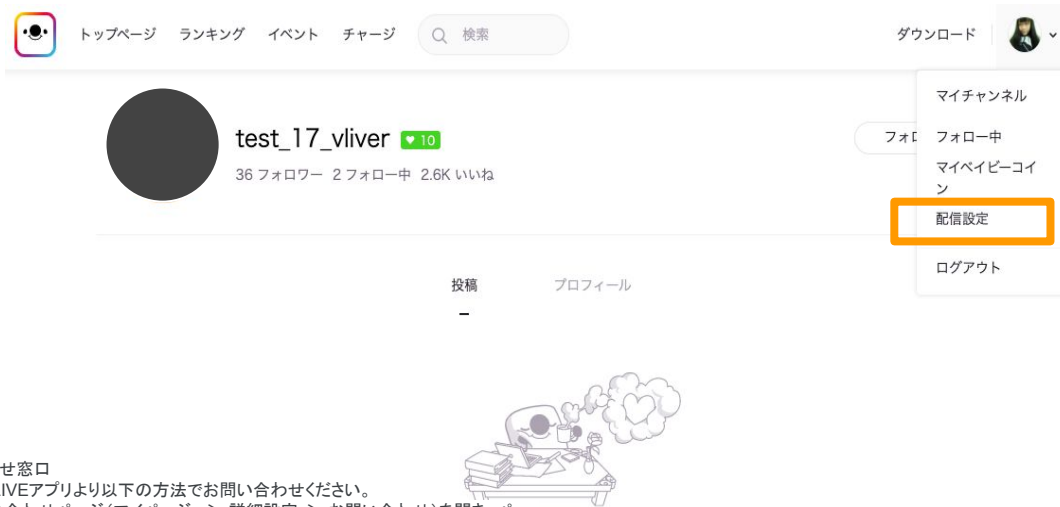 トップページ ランキング イベント チャージ 検索 ダウンロード
マイチャンネル
test_17_vliver 10
フォロー中
36 フォロワー 2 フォロー中 2.6K いいね
マイベイビーコイ
ン
配信設定
ログアウト
投稿 プロフィール
せ窓口
IVEアプリより以下の方法でお問い合わせください。